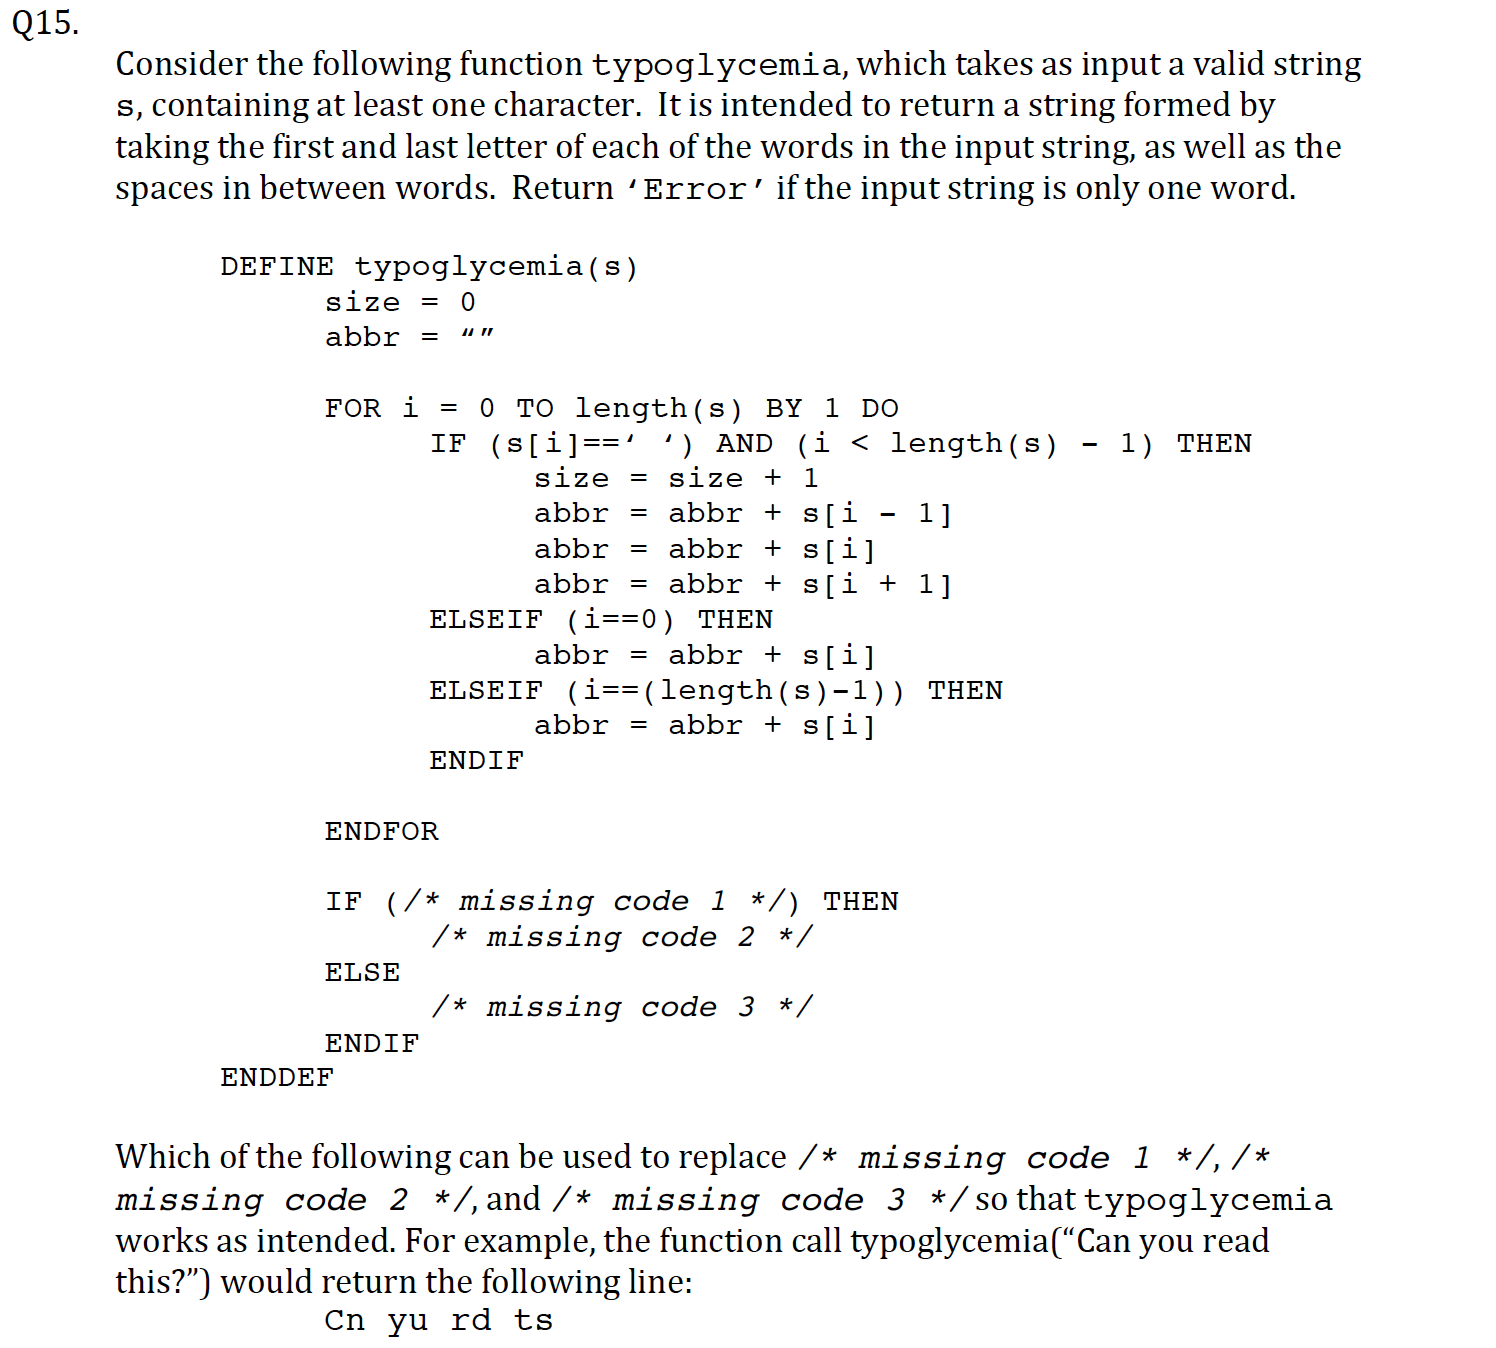 Q15.
Consider the following function typoglycemia, which takes as input a valid string
s, containing at least one character.  It is intended to return a string formed by
taking the first and last letter of each of the words in the input string, as well as the
spaces in between words.  Return ‘Error’ if the input string is only one word.
DEFINE typoglycemia(s)
size = 0
abbr = “”
FOR i = 0 TO length(s) BY 1 DO
IF (s[i]==‘ ‘) AND (i < length(s) – 1) THEN
size = size + 1
abbr = abbr + s[i – 1]
abbr = abbr + s[i]
abbr = abbr + s[i + 1]
ELSEIF (i==0) THEN
abbr = abbr + s[i]
ELSEIF (i==(length(s)-1)) THEN
abbr = abbr + s[i]
ENDIF
ENDFOR
IF (/* missing code 1 */) THEN
/* missing code 2 */
ELSE
/* missing code 3 */
ENDIF
ENDDEF
Which of the following can be used to replace /* missing code 1 */, /*
missing code 2 */, and /* missing code 3 */ so that typoglycemia
works as intended. For example, the function call typoglycemia(“Can you read
this?”) would return the following line:
Cn yu rd ts